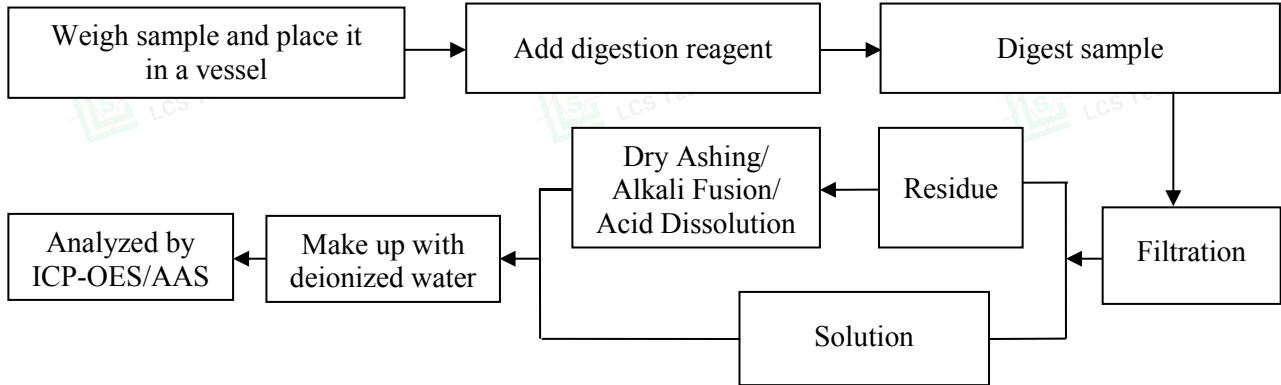 Weigh sample and place it
in a vessel
Add digestion reagent
Digest sample
Filtration
Residue
Dry Ashing/
Alkali Fusion/
Acid Dissolution
Solution
Make up with
deionized water
Analyzed by
ICP-OES/AAS